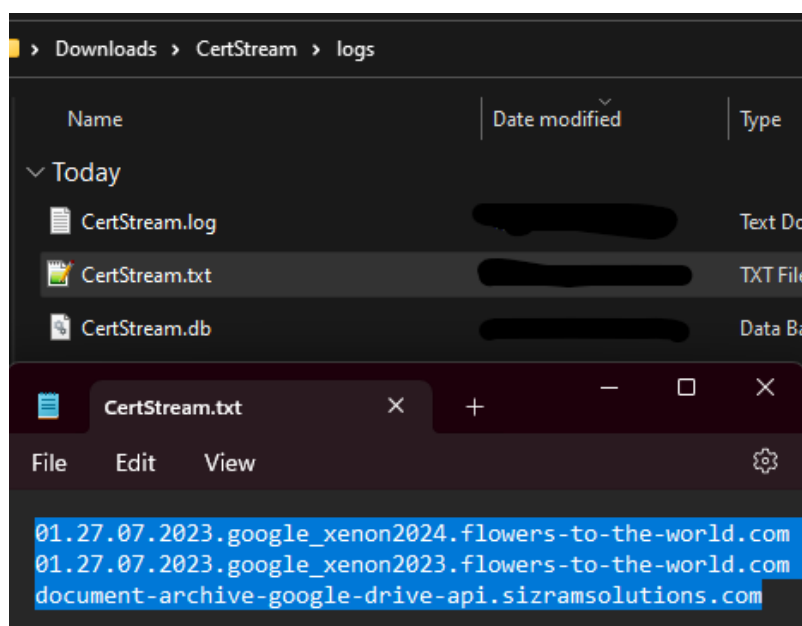 > Downloads > CertStream > logs
Name Date modified Type
Today
CertStream.log Text Do
CertStream.txt TXT File
CertStream.db Data Ba
CertStream.txt
File Edit View
01.27.07.2023.google_xenon2024.flowers-to-the-world.com
01.27.07.2023.google_xenon2023.flowers-to-the-world.com
document-archive-google-drive-api.sizramsolutions.com